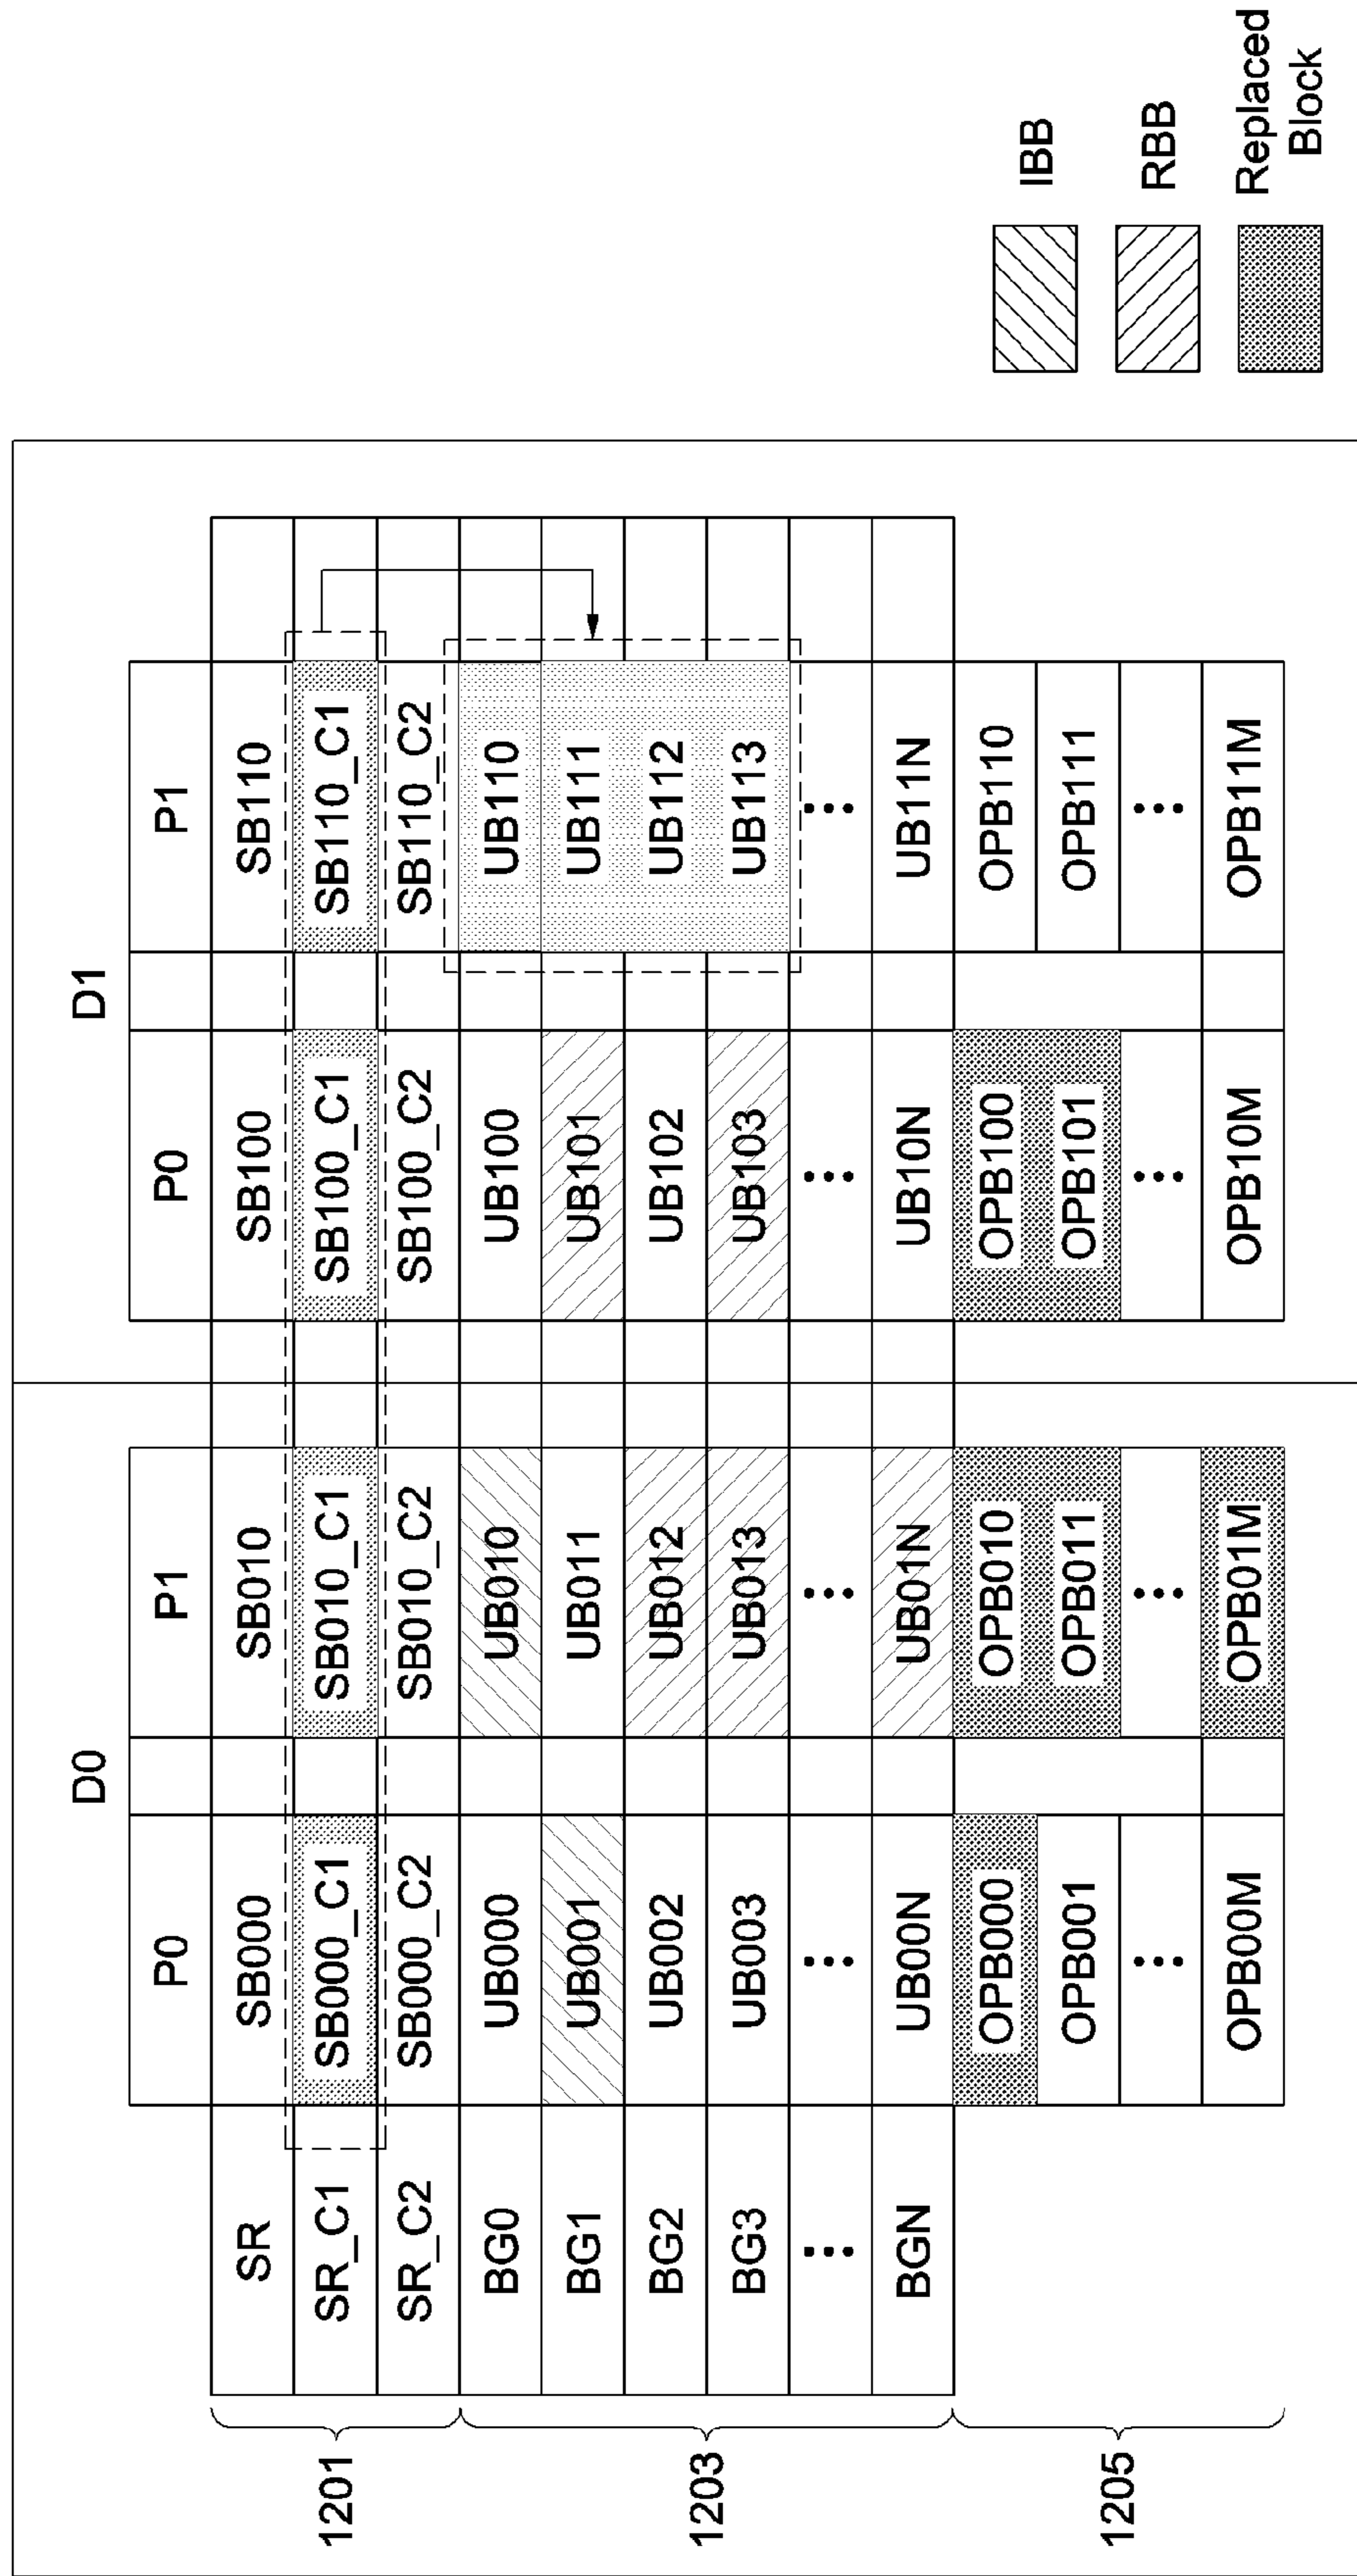 D0 D1
P0 P1 P0 P1
SR SB000 SB010 SB100 SB110
SR_C1 SB000_C1 SB010_C1 SB100_C1 SB110_C1
SR_C2 SB000_C2 SB010_C2 SB100_C2 SB110_C2
BG0 UB000 UB010 UB100 UB110
BG1 UB001 UB011 UB101 UB111
BG2 UB002 UB012 UB102 UB112
BG3 UB003 UB013 UB103 UB113
⋮ ⋮ ⋮ ⋮ ⋮
BGN UB00N UB01N UB10N UB11N
OPB000 OPB010 OPB100 OPB110
OPB001 OPB011 OPB101 OPB111
⋮ ⋮ ⋮ ⋮
OPB00M OPB01M OPB10M OPB11M
1201
1203
1205
IBB
RBB
Replaced
Block